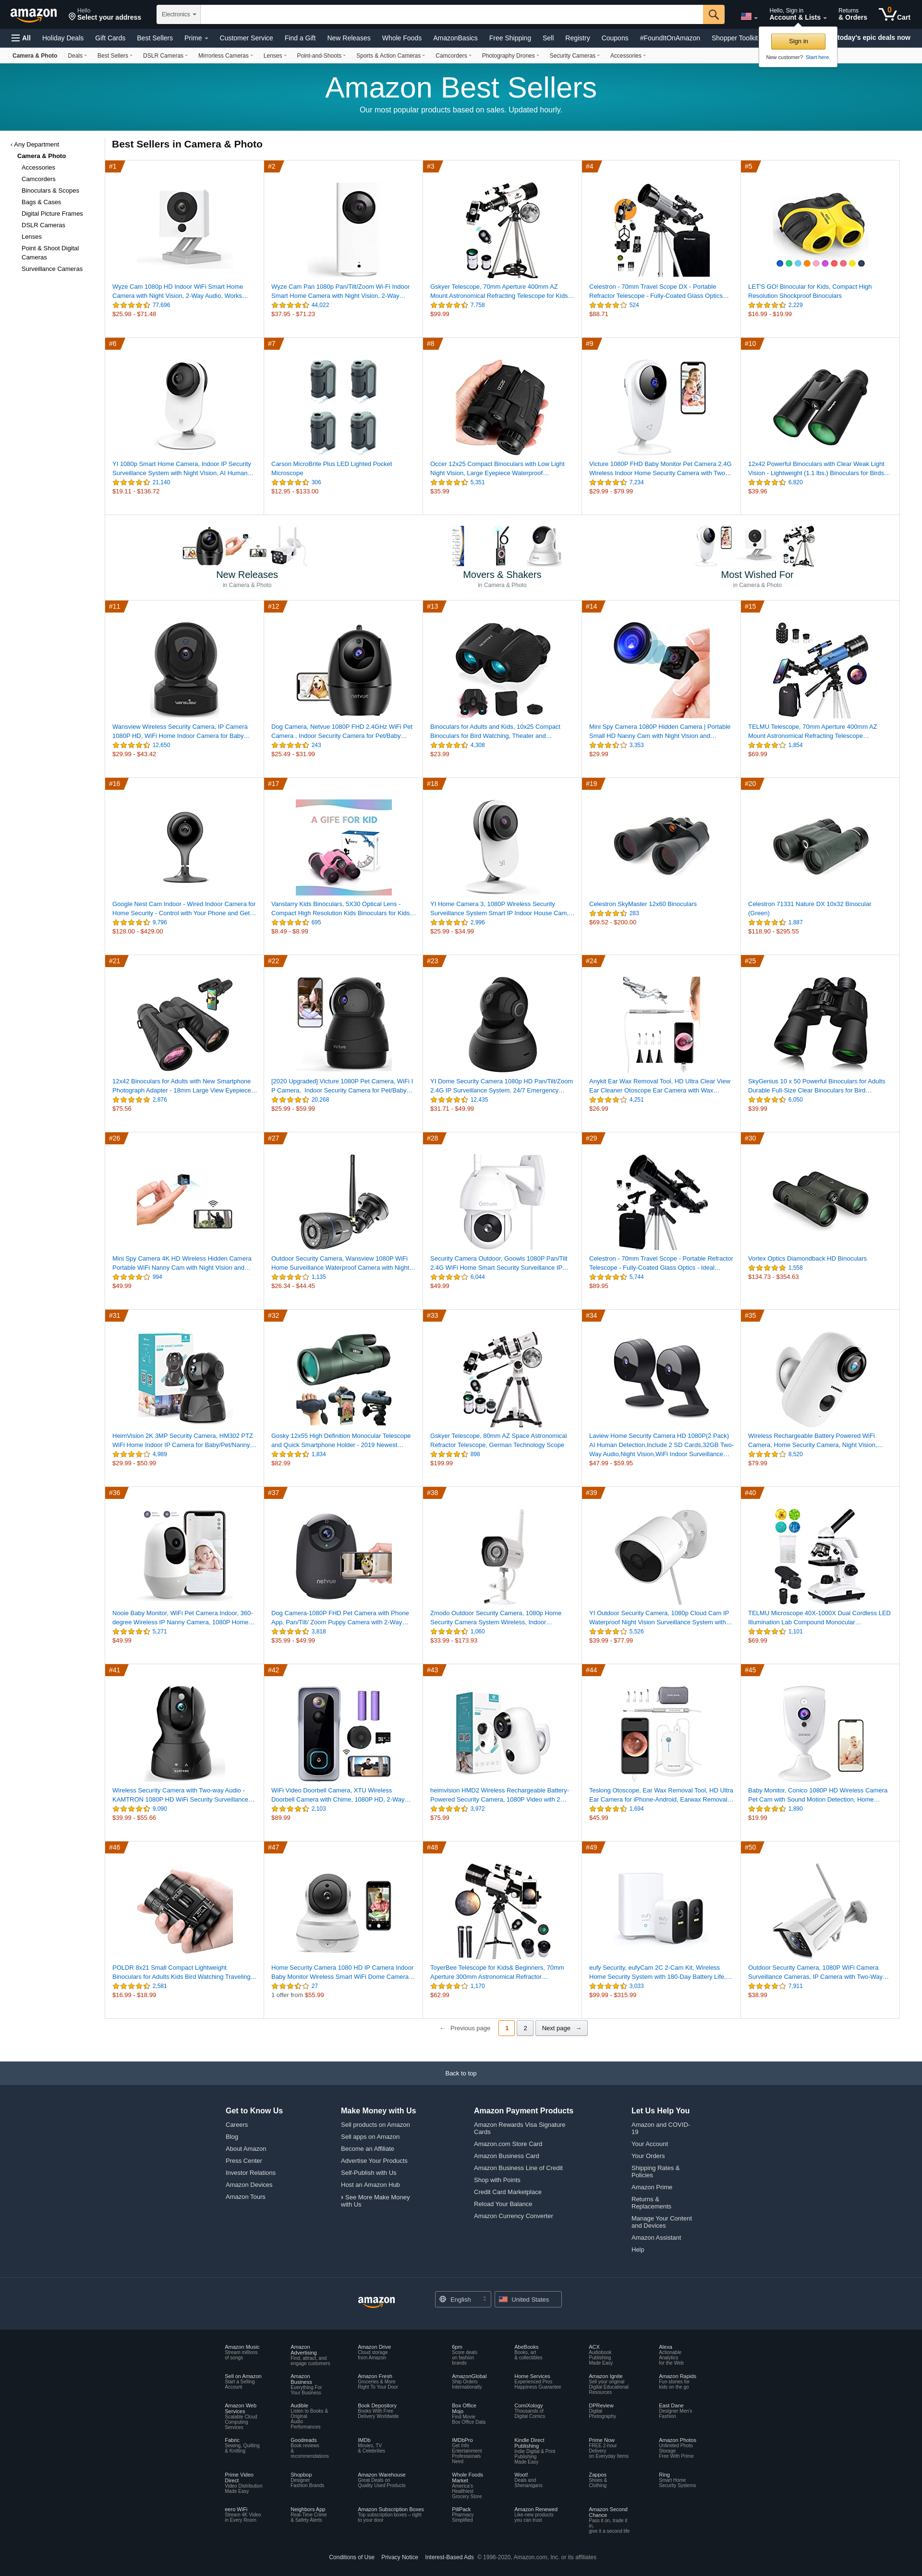 amazon
Hello
Select your address
Electronics
Hello, Sign in
Account & Lists
Returns
& Orders
0
Cart
All
Holiday Deals
Gift Cards
Best Sellers
Prime
Customer Service
Find a Gift
New Releases
Whole Foods
AmazonBasics
Free Shipping
Sell
Registry
Coupons
#FoundItOnAmazon
Shopper Toolkit
today's epic deals now
Sign in
New customer? Start here.
Camera & Photo
Deals
Best Sellers
DSLR Cameras
Mirrorless Cameras
Lenses
Point-and-Shoots
Sports & Action Cameras
Camcorders
Photography Drones
Security Cameras
Accessories
Amazon Best Sellers
Our most popular products based on sales. Updated hourly.
‹ Any Department
Camera & Photo
Accessories
Camcorders
Binoculars & Scopes
Bags & Cases
Digital Picture Frames
DSLR Cameras
Lenses
Point & Shoot Digital
Cameras
Surveillance Cameras
Best Sellers in Camera & Photo
#1
Wyze Cam 1080p HD Indoor WiFi Smart Home
Camera with Night Vision, 2-Way Audio, Works…
77,696
$25.98 - $71.48
#2
Wyze Cam Pan 1080p Pan/Tilt/Zoom Wi-Fi Indoor
Smart Home Camera with Night Vision, 2-Way…
44,022
$37.95 - $71.23
#3
Gskyer Telescope, 70mm Aperture 400mm AZ
Mount Astronomical Refracting Telescope for Kids…
7,758
$99.99
#4
Celestron - 70mm Travel Scope DX - Portable
Refractor Telescope - Fully-Coated Glass Optics…
524
$88.71
#5
LET'S GO! Binocular for Kids, Compact High
Resolution Shockproof Binoculars
2,229
$16.99 - $19.99
#6
YI 1080p Smart Home Camera, Indoor IP Security
Surveillance System with Night Vision, AI Human…
21,140
$19.11 - $136.72
#7
Carson MicroBrite Plus LED Lighted Pocket
Microscope
306
$12.95 - $133.00
#8
Occer 12x25 Compact Binoculars with Low Light
Night Vision, Large Eyepiece Waterproof…
5,351
$35.99
#9
Victure 1080P FHD Baby Monitor Pet Camera 2.4G
Wireless Indoor Home Security Camera with Two…
7,234
$29.99 - $79.99
#10
12x42 Powerful Binoculars with Clear Weak Light
Vision - Lightweight (1.1 lbs.) Binoculars for Birds…
6,820
$39.96
New Releases
in Camera & Photo
Movers & Shakers
in Camera & Photo
Most Wished For
in Camera & Photo
#11
Wansview Wireless Security Camera, IP Camera
1080P HD, WiFi Home Indoor Camera for Baby…
12,650
$29.99 - $43.42
#12
netvue
Dog Camera, Netvue 1080P FHD 2.4GHz WiFi Pet
Camera , Indoor Security Camera for Pet/Baby…
243
$25.49 - $31.99
#13
Binoculars for Adults and Kids, 10x25 Compact
Binoculars for Bird Watching, Theater and…
4,308
$23.99
#14
Mini Spy Camera 1080P Hidden Camera | Portable
Small HD Nanny Cam with Night Vision and…
3,353
$29.99
#15
TELMU Telescope, 70mm Aperture 400mm AZ
Mount Astronomical Refracting Telescope…
1,854
$69.99
#16
Google Nest Cam Indoor - Wired Indoor Camera for
Home Security - Control with Your Phone and Get…
9,796
$128.00 - $429.00
#17
A GIFE FOR KID
Vanstarry Kids Binoculars, 5X30 Optical Lens -
Compact High Resolution Kids Binoculars for Kids…
695
$8.49 - $8.99
#18
YI Home Camera 3, 1080P Wireless Security
Surveillance System Smart IP Indoor House Cam,…
2,996
$25.99 - $34.99
#19
Celestron SkyMaster 12x60 Binoculars
283
$69.52 - $200.00
#20
Celestron 71331 Nature DX 10x32 Binocular
(Green)
1,887
$118.90 - $295.55
#21
12x42 Binoculars for Adults with New Smartphone
Photograph Adapter - 18mm Large View Eyepiece…
2,876
$75.56
#22
[2020 Upgraded] Victure 1080P Pet Camera, WiFi I
P Camera, Indoor Security Camera for Pet/Baby…
20,268
$25.99 - $59.99
#23
YI Dome Security Camera 1080p HD Pan/Tilt/Zoom
2.4G IP Surveillance System, 24/7 Emergency…
12,435
$31.71 - $49.99
#24
Anykit Ear Wax Removal Tool, HD Ultra Clear View
Ear Cleaner Otoscope Ear Camera with Wax…
4,251
$26.99
#25
SkyGenius 10 x 50 Powerful Binoculars for Adults
Durable Full-Size Clear Binoculars for Bird…
6,050
$39.99
#26
Mini Spy Camera 4K HD Wireless Hidden Camera
Portable WiFi Nanny Cam with Night Vision and…
994
$49.99
#27
Outdoor Security Camera, Wansview 1080P WiFi
Home Surveillance Waterproof Camera with Night…
1,135
$26.34 - $44.45
#28
Security Camera Outdoor, Goowls 1080P Pan/Tilt
2.4G WiFi Home Smart Security Surveillance IP…
6,044
$49.99
#29
Celestron - 70mm Travel Scope - Portable Refractor
Telescope - Fully-Coated Glass Optics - Ideal…
5,744
$89.95
#30
Vortex Optics Diamondback HD Binoculars
1,558
$134.73 - $354.63
#31
HeimVision 2K 3MP Security Camera, HM302 PTZ
WiFi Home Indoor IP Camera for Baby/Pet/Nanny…
4,989
$29.99 - $50.99
#32
Gosky 12x55 High Definition Monocular Telescope
and Quick Smartphone Holder - 2019 Newest…
1,834
$82.99
#33
Gskyer Telescope, 80mm AZ Space Astronomical
Refractor Telescope, German Technology Scope
898
$199.99
#34
Laview Home Security Camera HD 1080P(2 Pack)
AI Human Detection,Include 2 SD Cards,32GB Two-
Way Audio,Night Vision,WiFi Indoor Surveillance…
$47.99 - $59.95
#35
Wireless Rechargeable Battery Powered WiFi
Camera, Home Security Camera, Night Vision,…
8,520
$79.99
#36
Nooie Baby Monitor, WiFi Pet Camera Indoor, 360-
degree Wireless IP Nanny Camera, 1080P Home…
5,271
$49.99
#37
netvue
Dog Camera-1080P FHD Pet Camera with Phone
App, Pan/Tilt/ Zoom Puppy Camera with 2-Way…
3,818
$35.99 - $49.99
#38
Zmodo Outdoor Security Camera, 1080p Home
Security Camera System Wireless, Indoor…
1,060
$33.99 - $173.93
#39
YI Outdoor Security Camera, 1080p Cloud Cam IP
Waterproof Night Vision Surveillance System with…
5,526
$39.99 - $77.99
#40
TELMU Microscope 40X-1000X Dual Cordless LED
Illumination Lab Compound Monocular…
1,101
$69.99
#41
Wireless Security Camera with Two-way Audio -
KAMTRON 1080P HD WiFi Security Surveillance…
9,090
$39.99 - $55.66
#42
WiFi Video Doorbell Camera, XTU Wireless
Doorbell Camera with Chime, 1080P HD, 2-Way…
2,103
$89.99
#43
heimvision HMD2 Wireless Rechargeable Battery-
Powered Security Camera, 1080P Video with 2…
3,972
$75.99
#44
Teslong Otoscope, Ear Wax Removal Tool, HD Ultra
Ear Camera for iPhone-Android, Earwax Removal…
1,694
$45.99
#45
Baby Monitor, Conico 1080P HD Wireless Camera
Pet Cam with Sound Motion Detection, Home…
1,890
$19.99
#46
POLDR 8x21 Small Compact Lightweight
Binoculars for Adults Kids Bird Watching Traveling…
2,581
$16.99 - $18.99
#47
Home Security Camera 1080 HD IP Camera Indoor
Baby Monitor Wireless Smart WiFi Dome Camera…
27
1 offer from $55.99
#48
ToyerBee Telescope for Kids& Beginners, 70mm
Aperture 300mm Astronomical Refractor…
1,170
$62.99
#49
eufy Security, eufyCam 2C 2-Cam Kit, Wireless
Home Security System with 180-Day Battery Life,…
3,033
$99.99 - $315.99
#50
Outdoor Security Camera, 1080P WiFi Camera
Surveillance Cameras, IP Camera with Two-Way…
7,911
$38.99
← Previous page
1
2
Next page →
Back to top
Get to Know Us
Careers
Blog
About Amazon
Press Center
Investor Relations
Amazon Devices
Amazon Tours
Make Money with Us
Sell products on Amazon
Sell apps on Amazon
Become an Affiliate
Advertise Your Products
Self-Publish with Us
Host an Amazon Hub
› See More Make Money
with Us
Amazon Payment Products
Amazon Rewards Visa Signature
Cards
Amazon.com Store Card
Amazon Business Card
Amazon Business Line of Credit
Shop with Points
Credit Card Marketplace
Reload Your Balance
Amazon Currency Converter
Let Us Help You
Amazon and COVID-
19
Your Account
Your Orders
Shipping Rates &
Policies
Amazon Prime
Returns &
Replacements
Manage Your Content
and Devices
Amazon Assistant
Help
amazon
English
United States
Amazon Music
Stream millions
of songs
Amazon
Advertising
Find, attract, and
engage customers
Amazon Drive
Cloud storage
from Amazon
6pm
Score deals
on fashion
brands
AbeBooks
Books, art
& collectibles
ACX
Audiobook
Publishing
Made Easy
Alexa
Actionable
Analytics
for the Web
Sell on Amazon
Start a Selling
Account
Amazon
Business
Everything For
Your Business
Amazon Fresh
Groceries & More
Right To Your Door
AmazonGlobal
Ship Orders
Internationally
Home Services
Experienced Pros
Happiness Guarantee
Amazon Ignite
Sell your original
Digital Educational
Resources
Amazon Rapids
Fun stories for
kids on the go
Amazon Web
Services
Scalable Cloud
Computing
Services
Audible
Listen to Books &
Original
Audio
Performances
Book Depository
Books With Free
Delivery Worldwide
Box Office
Mojo
Find Movie
Box Office Data
ComiXology
Thousands of
Digital Comics
DPReview
Digital
Photography
East Dane
Designer Men's
Fashion
Fabric
Sewing, Quilting
& Knitting
Goodreads
Book reviews
&
recommendations
IMDb
Movies, TV
& Celebrities
IMDbPro
Get Info
Entertainment
Professionals
Need
Kindle Direct
Publishing
Indie Digital & Print
Publishing
Made Easy
Prime Now
FREE 2-hour
Delivery
on Everyday Items
Amazon Photos
Unlimited Photo
Storage
Free With Prime
Prime Video
Direct
Video Distribution
Made Easy
Shopbop
Designer
Fashion Brands
Amazon Warehouse
Great Deals on
Quality Used Products
Whole Foods
Market
America's
Healthiest
Grocery Store
Woot!
Deals and
Shenanigans
Zappos
Shoes &
Clothing
Ring
Smart Home
Security Systems
eero WiFi
Stream 4K Video
in Every Room
Neighbors App
Real-Time Crime
& Safety Alerts
Amazon Subscription Boxes
Top subscription boxes – right
to your door
PillPack
Pharmacy
Simplified
Amazon Renewed
Like-new products
you can trust
Amazon Second
Chance
Pass it on, trade it
in,
give it a second life
Conditions of Use
Privacy Notice
Interest-Based Ads
© 1996-2020, Amazon.com, Inc. or its affiliates